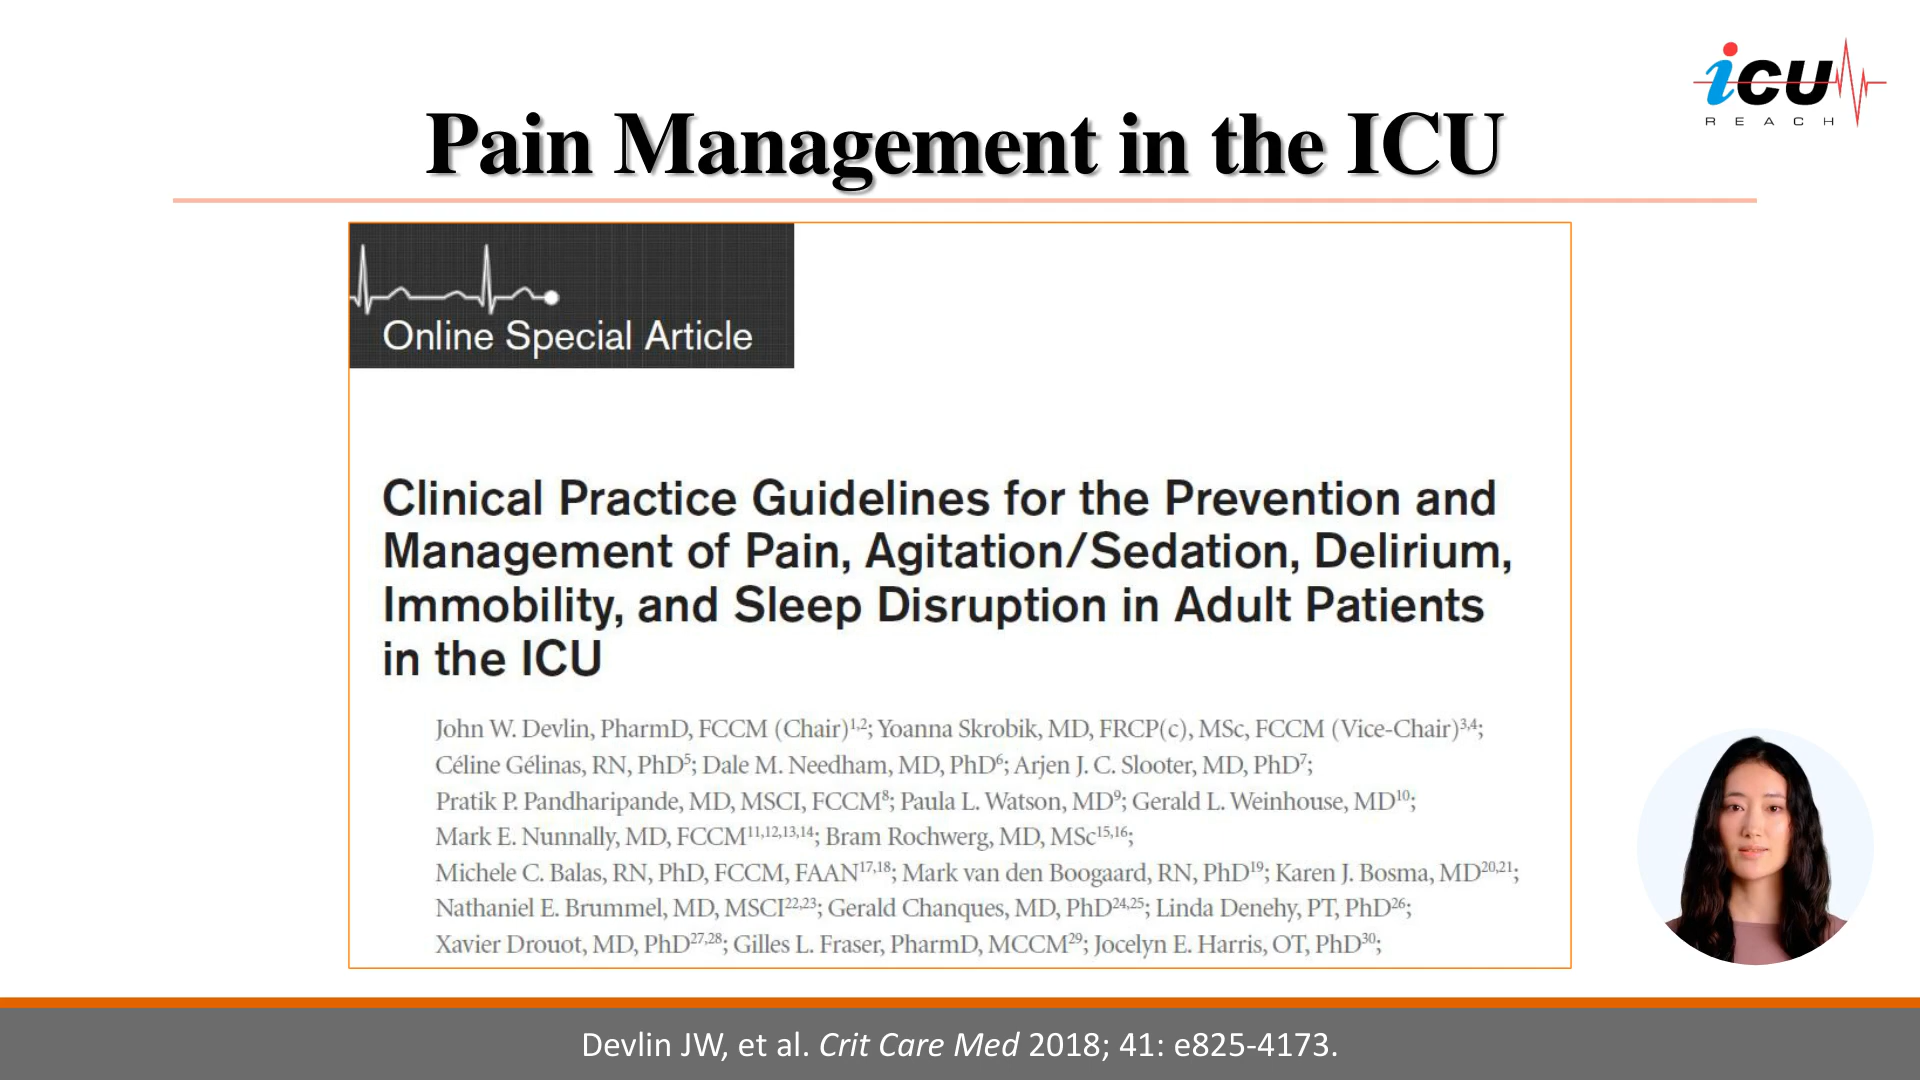 icu
REACH
Pain Management in the ICU
Online Special Article
Clinical Practice Guidelines for the Prevention and
Management of Pain, Agitation/Sedation, Delirium,
Immobility, and Sleep Disruption in Adult Patients
in the ICU
John W. Devlin, PharmD, FCCM (Chair)1,2; Yoanna Skrobik, MD, FRCP(c), MSc, FCCM (Vice-Chair)3,4;
Céline Gélinas, RN, PhD5; Dale M. Needham, MD, PhD6; Arjen J. C. Slooter, MD, PhD7;
Pratik P. Pandharipande, MD, MSCI, FCCM8; Paula L. Watson, MD9; Gerald L. Weinhouse, MD10;
Mark E. Nunnally, MD, FCCM11,12,13,14; Bram Rochwerg, MD, MSc15,16;
Michele C. Balas, RN, PhD, FCCM, FAAN17,18; Mark van den Boogaard, RN, PhD19; Karen J. Bosma, MD20,21;
Nathaniel E. Brummel, MD, MSCI22,23; Gerald Chanques, MD, PhD24,25; Linda Denehy, PT, PhD26;
Xavier Drouot, MD, PhD27,28; Gilles L. Fraser, PharmD, MCCM29; Jocelyn E. Harris, OT, PhD30;
Devlin JW, et al. Crit Care Med 2018; 41: e825-4173.